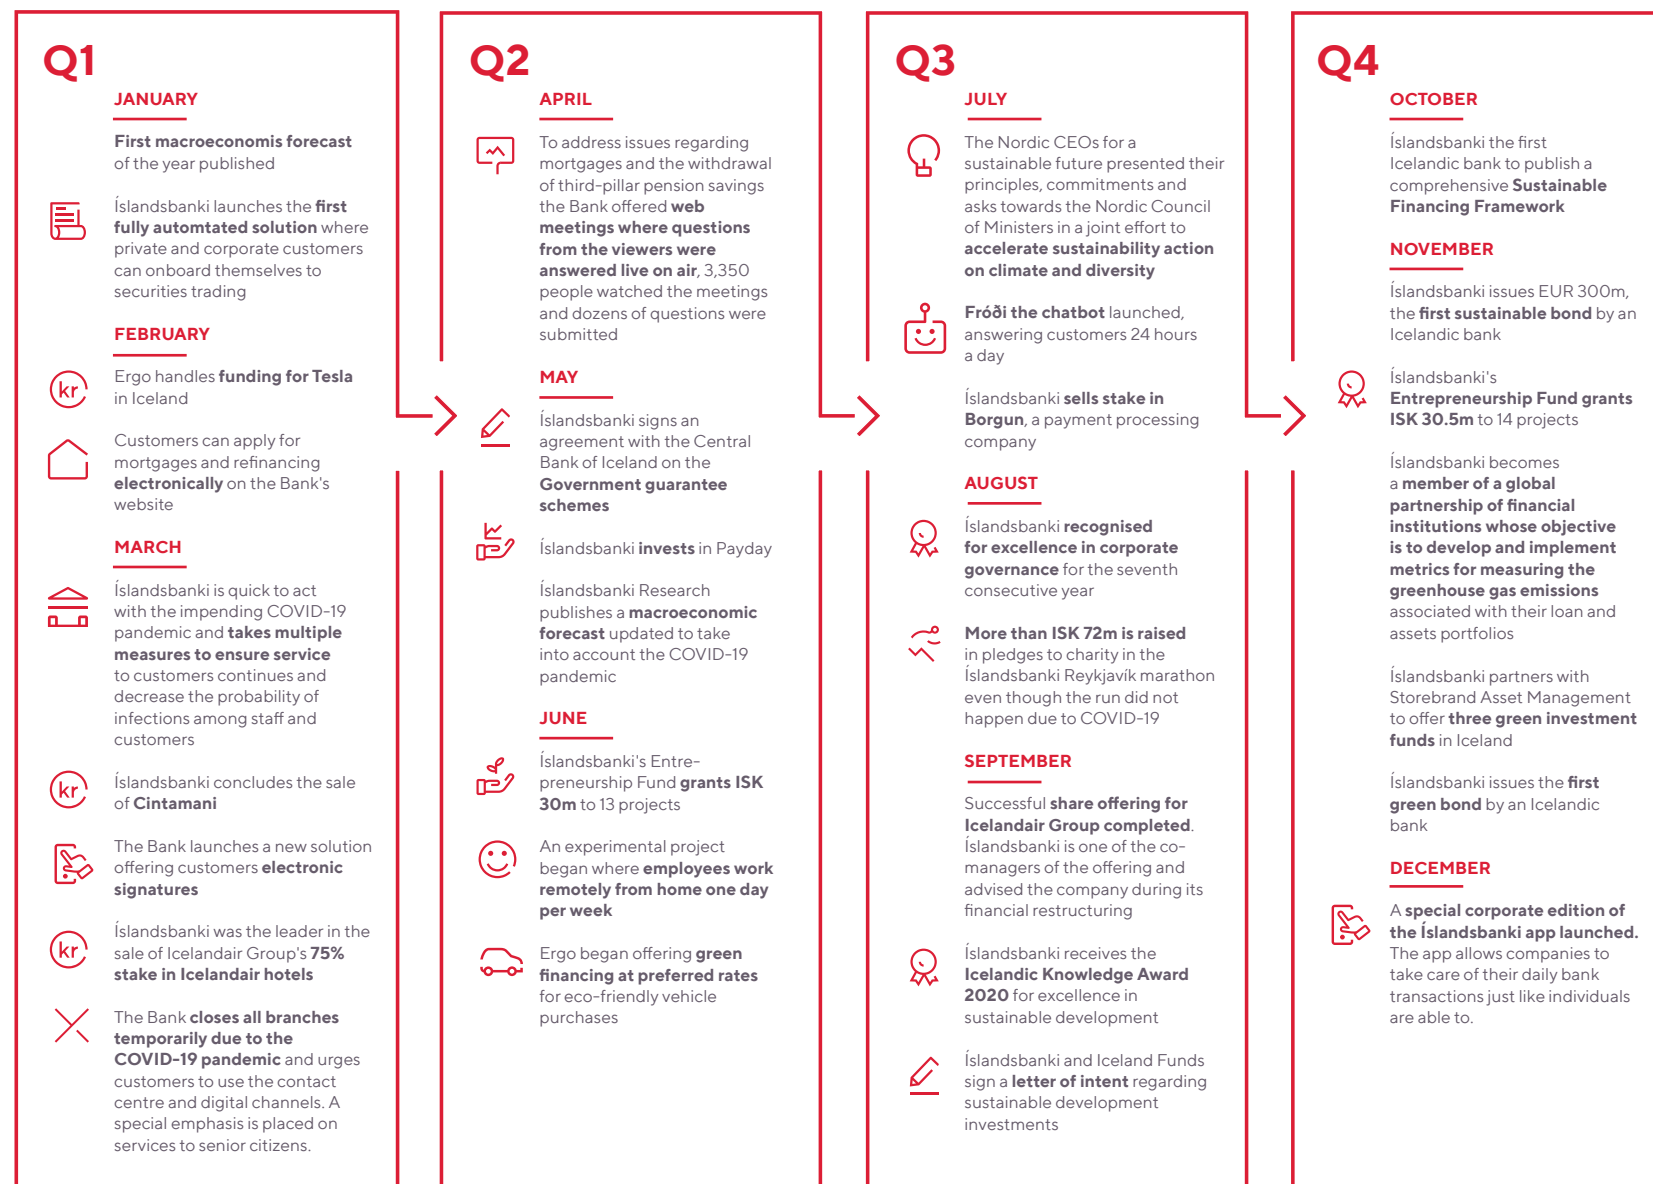 Q1
JANUARY
First macroeconomis forecast
of the year published
Íslandsbanki launches the first
fully automtated solution where
private and corporate customers
can onboard themselves to
securities trading
FEBRUARY
kr
Ergo handles funding for Tesla
in Iceland
Customers can apply for
mortgages and refinancing
electronically on the Bank's
website
MARCH
Íslandsbanki is quick to act
with the impending COVID-19
pandemic and takes multiple
measures to ensure service
to customers continues and
decrease the probability of
infections among staff and
customers
kr
Íslandsbanki concludes the sale
of Cintamani
The Bank launches a new solution
offering customers electronic
signatures
kr
Íslandsbanki was the leader in the
sale of Icelandair Group's 75%
stake in Icelandair hotels
The Bank closes all branches
temporarily due to the
COVID-19 pandemic and urges
customers to use the contact
centre and digital channels. A
special emphasis is placed on
services to senior citizens.
Q2
APRIL
To address issues regarding
mortgages and the withdrawal
of third-pillar pension savings
the Bank offered web
meetings where questions
from the viewers were
answered live on air, 3,350
people watched the meetings
and dozens of questions were
submitted
MAY
Íslandsbanki signs an
agreement with the Central
Bank of Iceland on the
Government guarantee
schemes
Íslandsbanki invests in Payday
Íslandsbanki Research
publishes a macroeconomic
forecast updated to take
into account the COVID-19
pandemic
JUNE
Íslandsbanki's Entre-
preneurship Fund grants ISK
30m to 13 projects
An experimental project
began where employees work
remotely from home one day
per week
Ergo began offering green
financing at preferred rates
for eco-friendly vehicle
purchases
Q3
JULY
The Nordic CEOs for a
sustainable future presented their
principles, commitments and
asks towards the Nordic Council
of Ministers in a joint effort to
accelerate sustainability action
on climate and diversity
Fróði the chatbot launched,
answering customers 24 hours
a day
Íslandsbanki sells stake in
Borgun, a payment processing
company
AUGUST
Íslandsbanki recognised
for excellence in corporate
governance for the seventh
consecutive year
More than ISK 72m is raised
in pledges to charity in the
Íslandsbanki Reykjavík marathon
even though the run did not
happen due to COVID-19
SEPTEMBER
Successful share offering for
Icelandair Group completed.
Íslandsbanki is one of the co-
managers of the offering and
advised the company during its
financial restructuring
Íslandsbanki receives the
Icelandic Knowledge Award
2020 for excellence in
sustainable development
Íslandsbanki and Iceland Funds
sign a letter of intent regarding
sustainable development
investments
Q4
OCTOBER
Íslandsbanki the first
Icelandic bank to publish a
comprehensive Sustainable
Financing Framework
NOVEMBER
Íslandsbanki issues EUR 300m,
the first sustainable bond by an
Icelandic bank
Íslandsbanki's
Entrepreneurship Fund grants
ISK 30.5m to 14 projects
Íslandsbanki becomes
a member of a global
partnership of financial
institutions whose objective
is to develop and implement
metrics for measuring the
greenhouse gas emissions
associated with their loan and
assets portfolios
Íslandsbanki partners with
Storebrand Asset Management
to offer three green investment
funds in Iceland
Íslandsbanki issues the first
green bond by an Icelandic
bank
DECEMBER
A special corporate edition of
the Íslandsbanki app launched.
The app allows companies to
take care of their daily bank
transactions just like individuals
are able to.